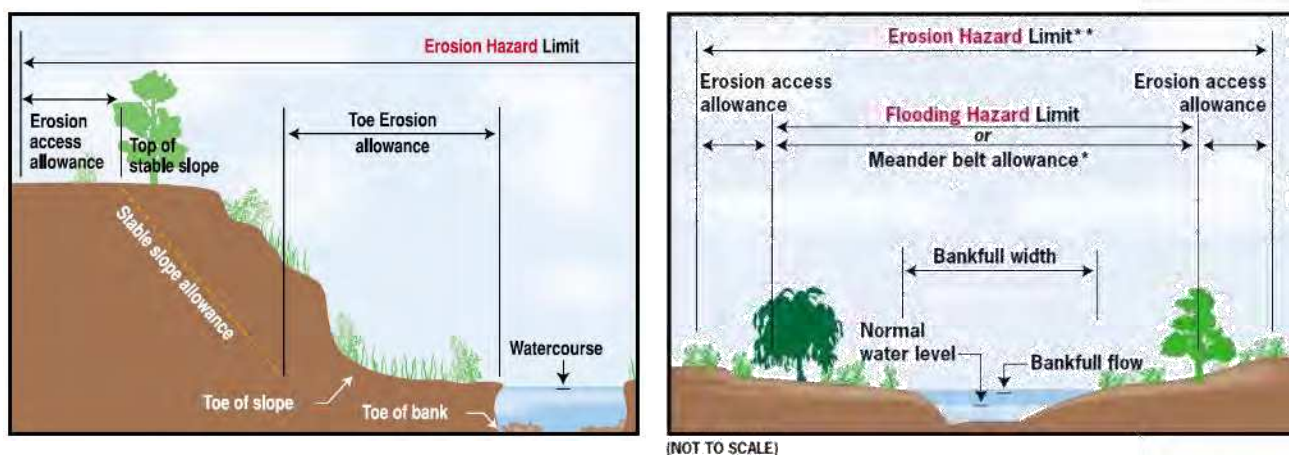 Erosion Hazard Limit
Erosion
access
allowance
Top of
stable slope
Toe Erosion
allowance
Stable slope allowance
Watercourse
Toe of slope
Toe of bank
Erosion Hazard Limit**
Erosion access
allowance
Erosion access
allowance
Flooding Hazard Limit
or
Meander belt allowance*
Bankfull width
Normal
water level
Bankfull flow
(NOT TO SCALE)